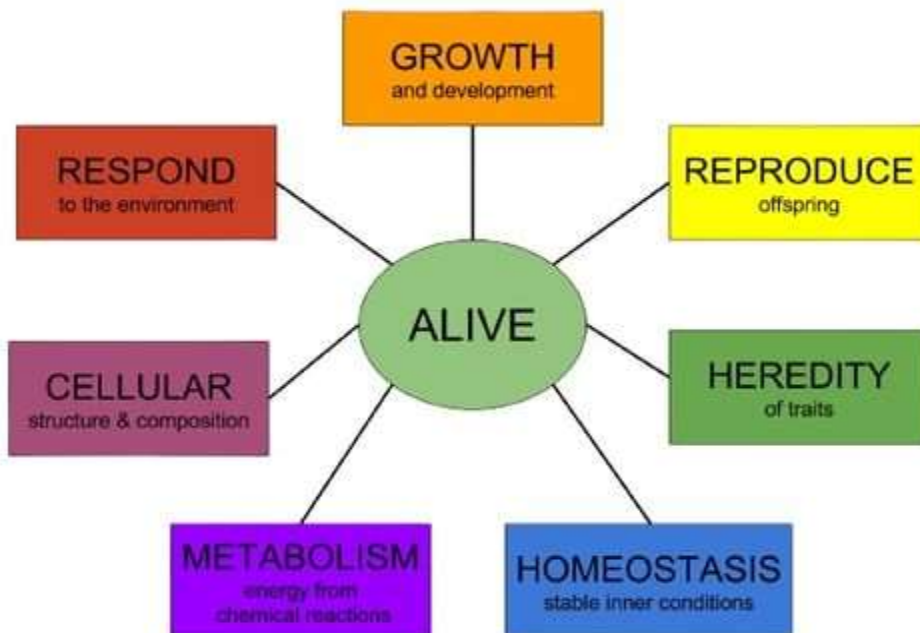 GROWTH
and development
RESPOND
to the environment
REPRODUCE
offspring
ALIVE
CELLULAR
structure & composition
HEREDITY
of traits
METABOLISM
energy from
chemical reactions
HOMEOSTASIS
stable inner conditions